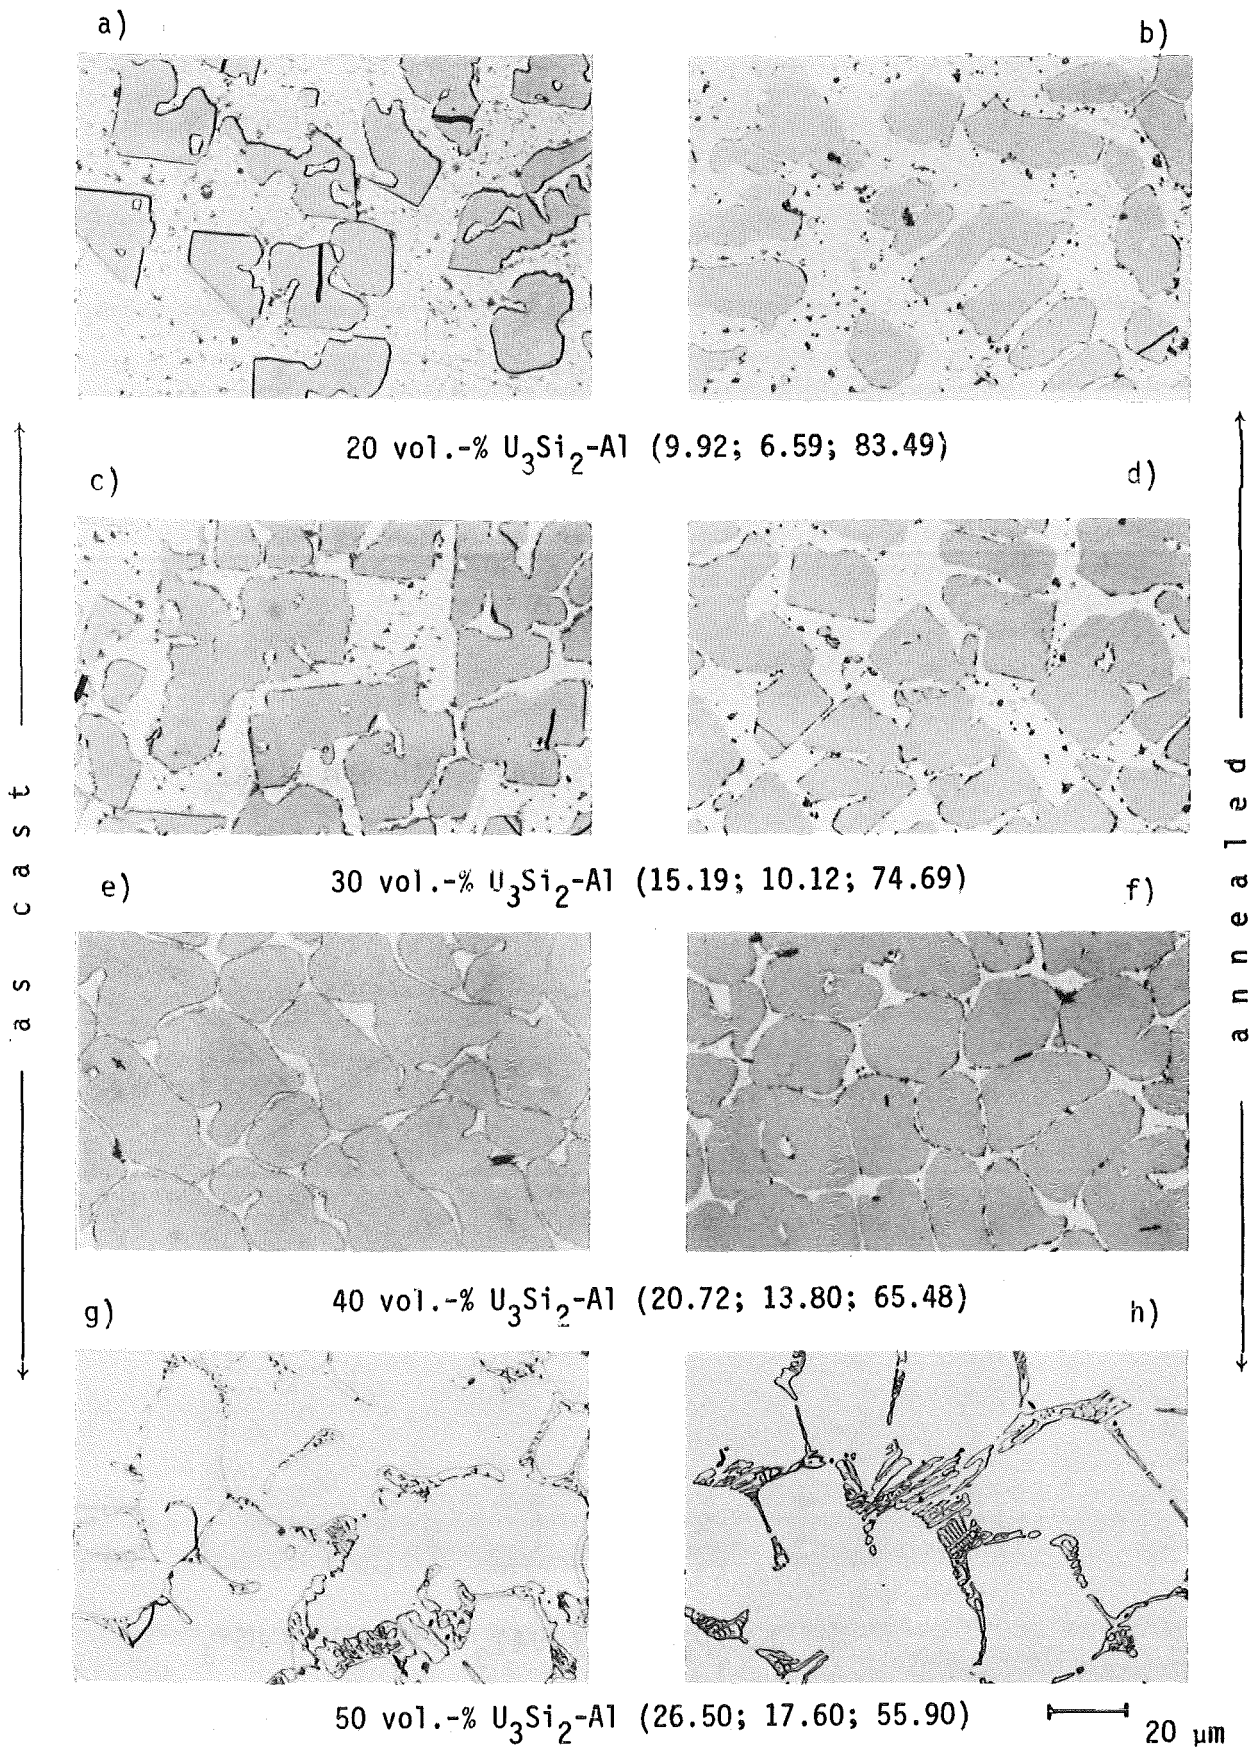 a)
b)
20 vol.-% U3Si2-Al (9.92; 6.59; 83.49)
c)
d)
30 vol.-% U3Si2-Al (15.19; 10.12; 74.69)
e)
f)
40 vol.-% U3Si2-Al (20.72; 13.80; 65.48)
g)
h)
50 vol.-% U3Si2-Al (26.50; 17.60; 55.90)
20 μm
as cast
annealed